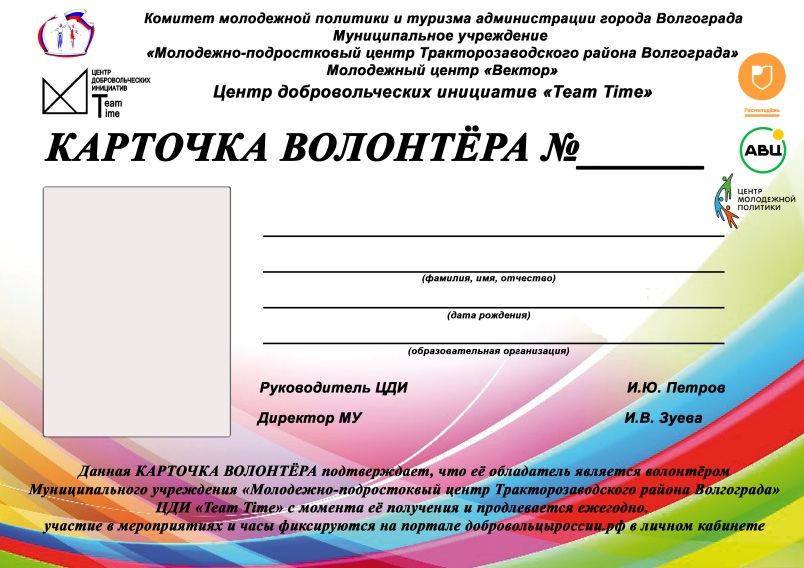 Комитет молодежной политики и туризма администрации города Волгограда
Муниципальное учреждение
«Молодежно-подростковый центр Тракторозаводского района Волгограда»
Молодежный центр «Вектор»
Центр добровольческих инициатив «Team Time»
ЦЕНТР
ДОБРОВОЛЬЧЕСКИХ
ИНИЦИАТИВ
Team
Time
Росмолодёжь
КАРТОЧКА ВОЛОНТЁРА №_______
АВЦ
ЦЕНТР
МОЛОДЕЖНОЙ
ПОЛИТИКИ
(фамилия, имя, отчество)
(дата рождения)
(образовательная организация)
Руководитель ЦДИ И.Ю. Петров
Директор МУ И.В. Зуева
Данная КАРТОЧКА ВОЛОНТЁРА подтверждает, что её обладатель является волонтёром
Муниципального учреждения «Молодежно-подростоквый центр Тракторозаводского района Волгограда»
ЦДИ «Team Time» с момента её получения и продлевается ежегодно.
участие в мероприятиях и часы фиксируются на портале добровольцыроссии.рф в личном кабинете